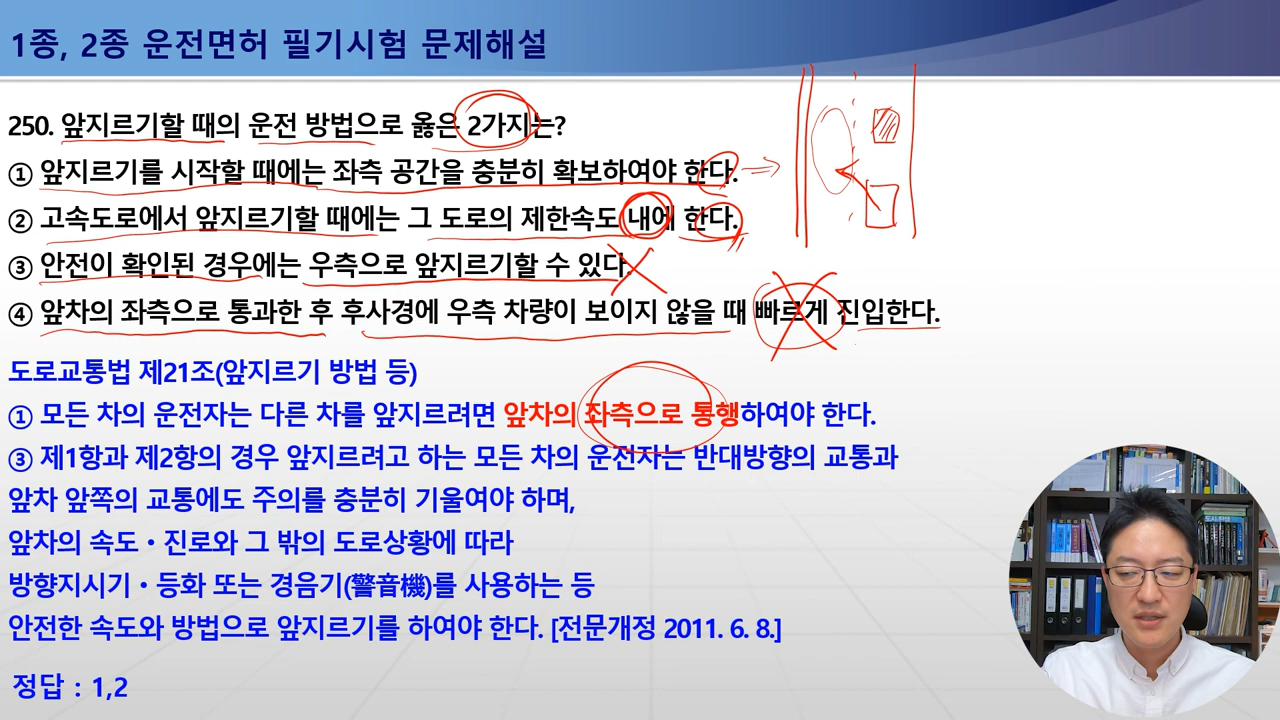 1종, 2종 운전면허 필기시험 문제해설
250. 앞지르기할 때의 운전 방법으로 옳은 2가지는?
① 앞지르기를 시작할 때에는 좌측 공간을 충분히 확보하여야 한다.
② 고속도로에서 앞지르기할 때에는 그 도로의 제한속도 내에 한다.
③ 안전이 확인된 경우에는 우측으로 앞지르기할 수 있다.
④ 앞차의 좌측으로 통과한 후 후사경에 우측 차량이 보이지 않을 때 빠르게 진입한다.
도로교통법 제21조(앞지르기 방법 등)
① 모든 차의 운전자는 다른 차를 앞지르려면 앞차의 좌측으로 통행하여야 한다.
③ 제1항과 제2항의 경우 앞지르려고 하는 모든 차의 운전자는 반대방향의 교통과
앞차 앞쪽의 교통에도 주의를 충분히 기울여야 하며,
앞차의 속도・진로와 그 밖의 도로상황에 따라
방향지시기・등화 또는 경음기(警音機)를 사용하는 등
안전한 속도와 방법으로 앞지르기를 하여야 한다. [전문개정 2011. 6. 8.]
정답 : 1,2